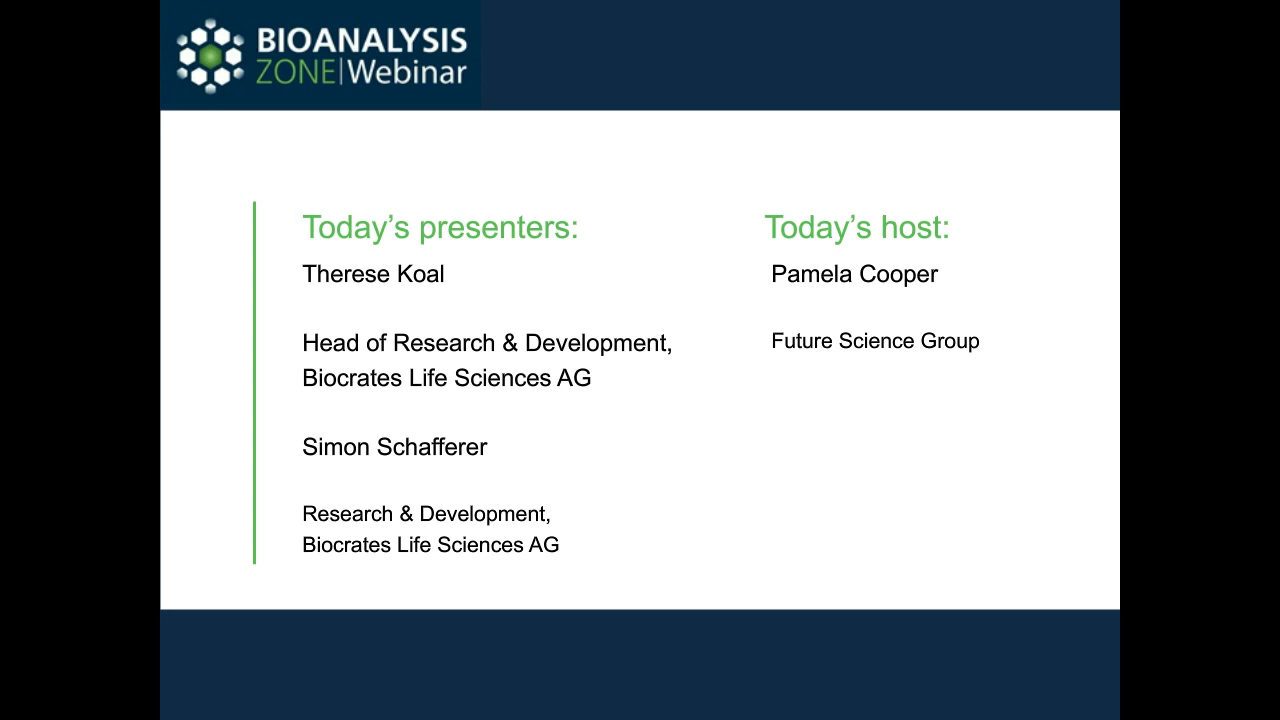 BIOANALYSIS
ZONE|Webinar
Today’s presenters:
Therese Koal
Head of Research & Development,
Biocrates Life Sciences AG
Simon Schafferer
Research & Development,
Biocrates Life Sciences AG
Today’s host:
Pamela Cooper
Future Science Group